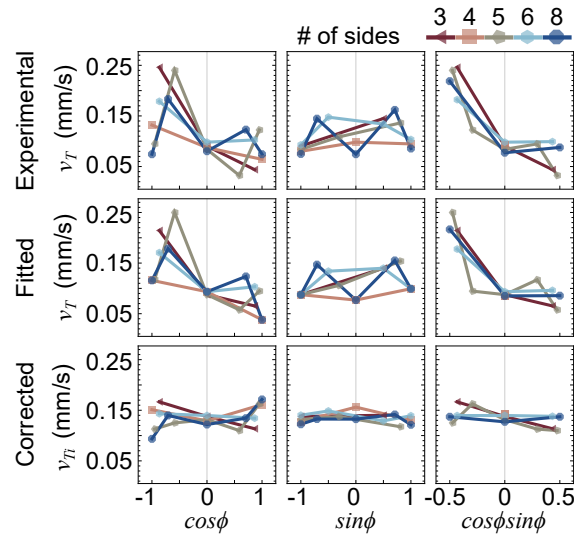 # of sides 3 4 5 6 8
Experimental
v_T (mm/s)
0.25
0.15
0.05
Fitted
v_T (mm/s)
0.25
0.15
0.05
Corrected
v_Ti (mm/s)
0.25
0.15
0.05
-1 0 1 -1 0 1 -0.5 0 0.5
cosϕ sinϕ cosϕsinϕ